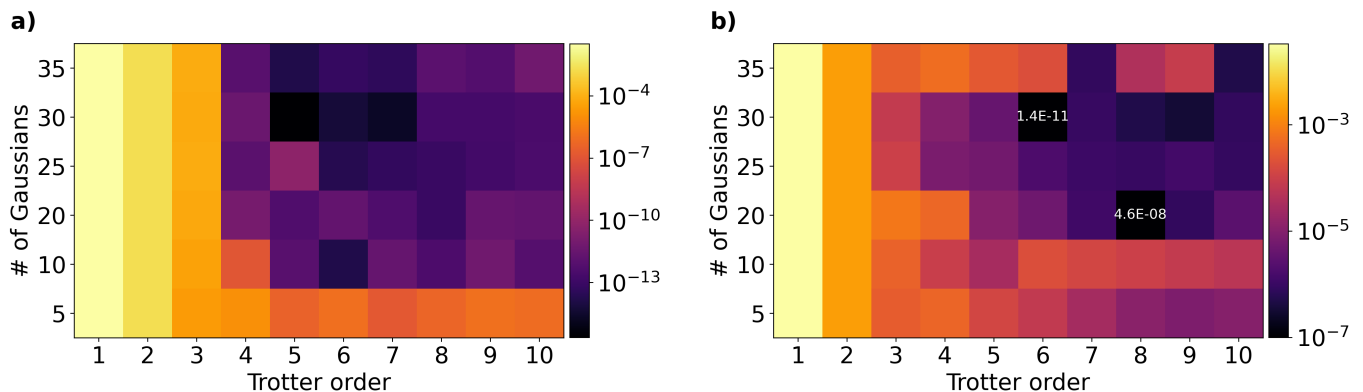 a)
# of Gaussians
35
30
25
20
10
5
1 2 3 4 5 6 7 8 9 10
Trotter order
10⁻⁴
10⁻⁷
10⁻¹⁰
10⁻¹³
b)
# of Gaussians
35
30
25
20
10
5
1.4E-11
4.6E-08
1 2 3 4 5 6 7 8 9 10
Trotter order
10⁻³
10⁻⁵
10⁻⁷